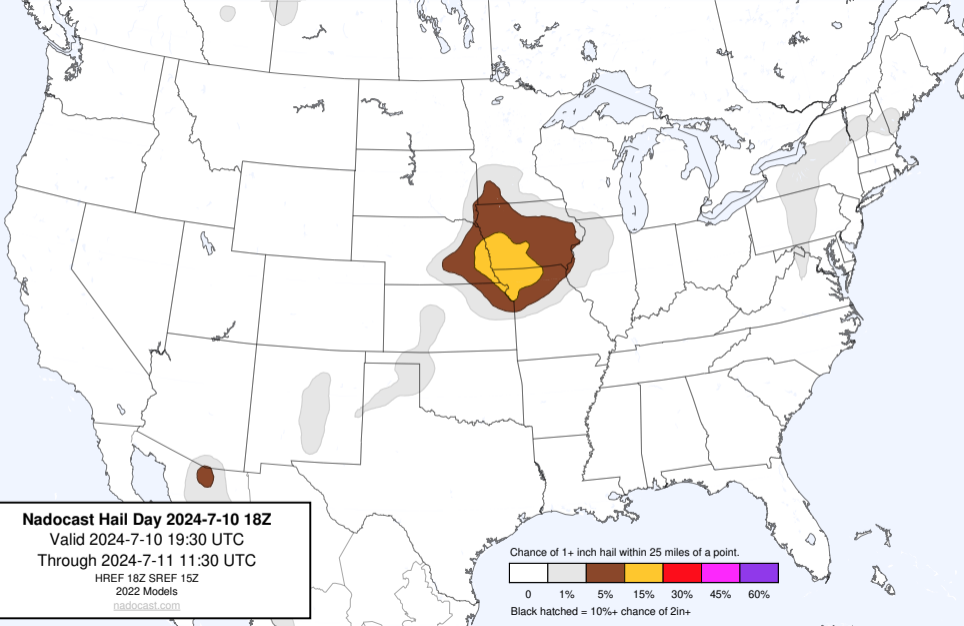 Nadocast Hail Day 2024-7-10 18Z
Valid 2024-7-10 19:30 UTC
Through 2024-7-11 11:30 UTC
HREF 18Z SREF 15Z
2022 Models
nadocast.com
Chance of 1+ inch hail within 25 miles of a point.
0 1% 5% 15% 30% 45% 60%
Black hatched = 10%+ chance of 2in+